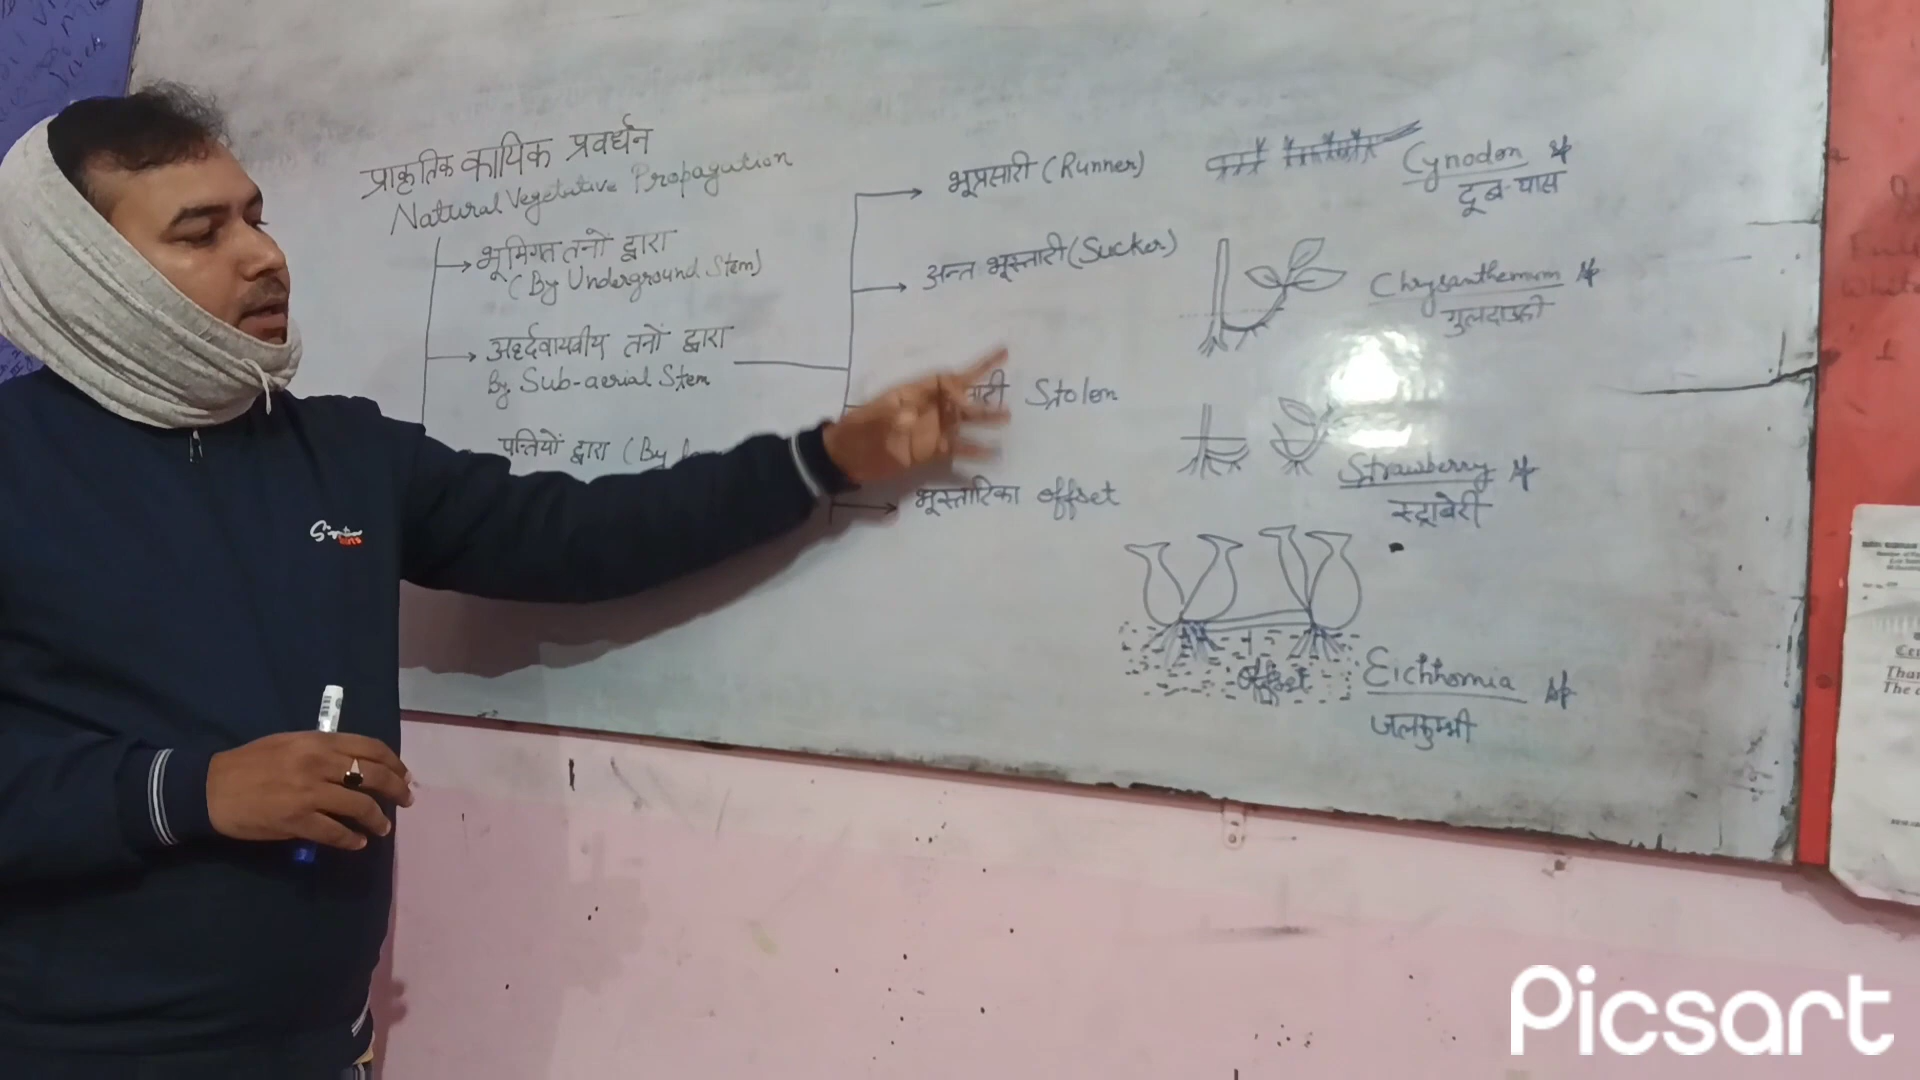 प्राकृतिक कायिक प्रवर्धन
Natural Vegetative Propagation
भूमिगत तनों द्वारा
(By Underground Stem)
अर्द्दवायवीय तनों द्वारा
By Sub-aerial Stem
पत्तियों द्वारा (By
भूप्रसारी (Runner)
अन्त भूस्तारी (Sucker)
Stolen
भूस्तारिका offset
Cynodon
दूब-घास
Chrysanthemum
गुलदाउदी
Strawberry
स्ट्रॉबेरी
offset
Eichhornia
जलकुम्भी
Picsart